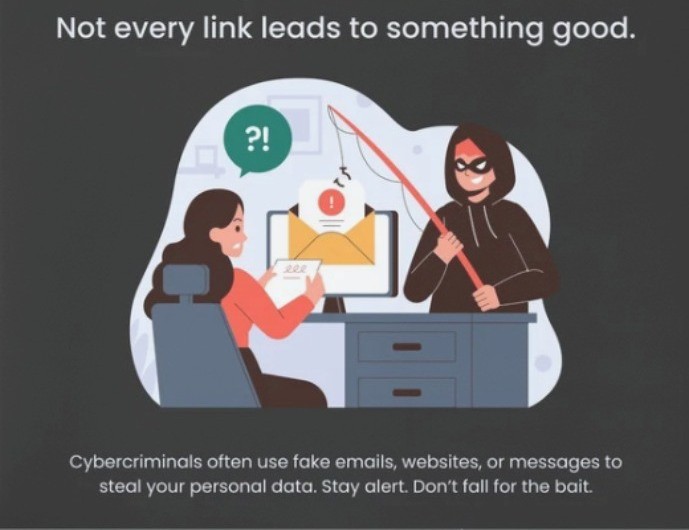 Not every link leads to something good.
?!
!
Cybercriminals often use fake emails, websites, or messages to
steal your personal data. Stay alert. Don't fall for the bait.